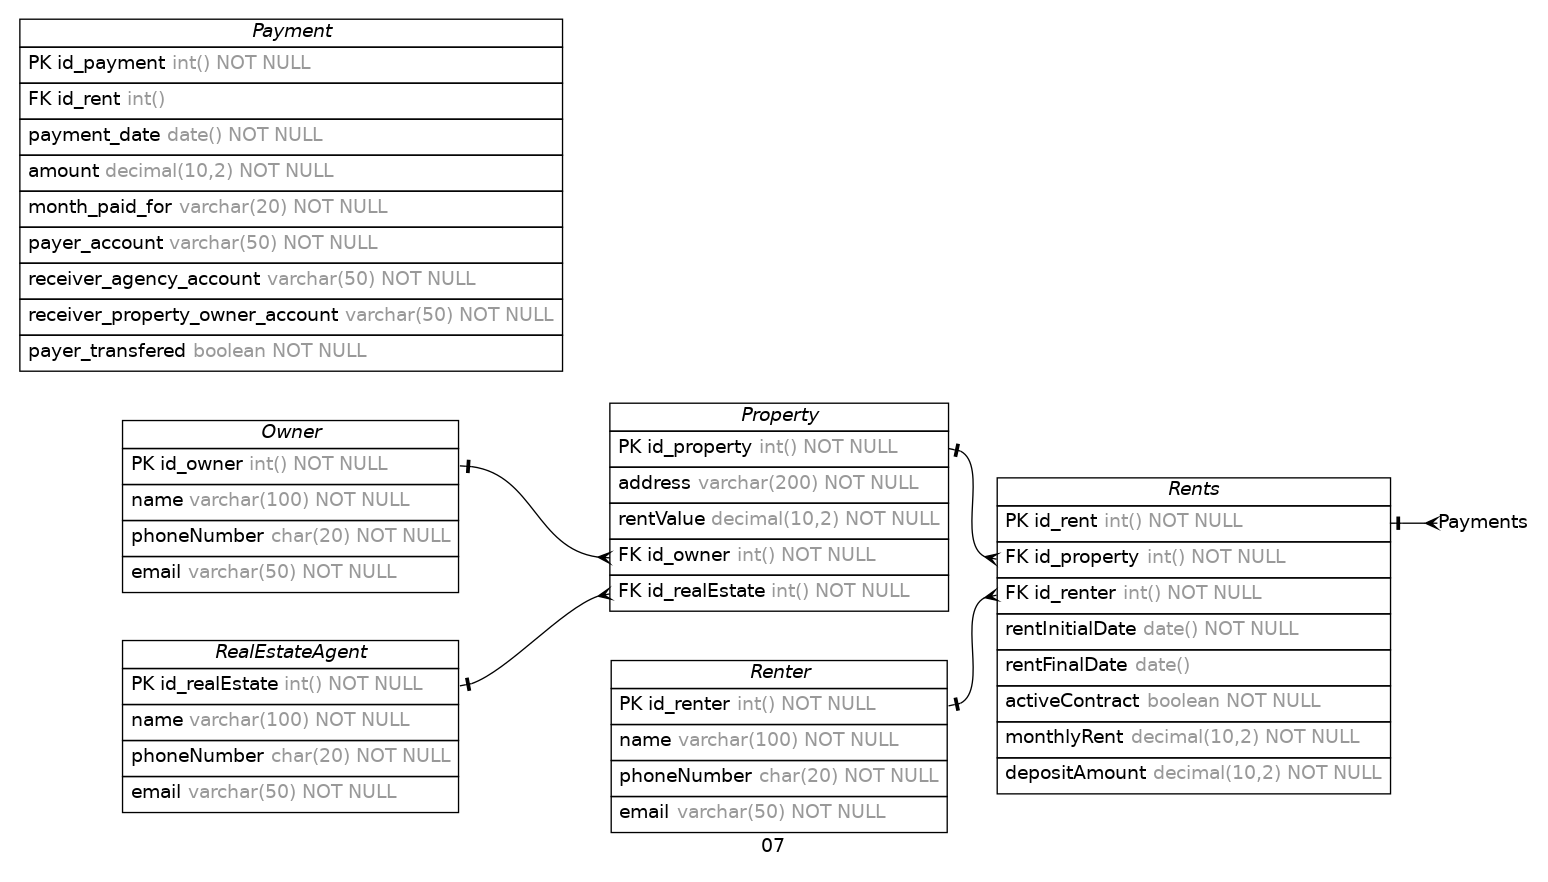 Payment
PK id_payment int() NOT NULL
FK id_rent int()
payment_date date() NOT NULL
amount decimal(10,2) NOT NULL
month_paid_for varchar(20) NOT NULL
payer_account varchar(50) NOT NULL
receiver_agency_account varchar(50) NOT NULL
receiver_property_owner_account varchar(50) NOT NULL
payer_transfered boolean NOT NULL
Owner
PK id_owner int() NOT NULL
name varchar(100) NOT NULL
phoneNumber char(20) NOT NULL
email varchar(50) NOT NULL
RealEstateAgent
PK id_realEstate int() NOT NULL
name varchar(100) NOT NULL
phoneNumber char(20) NOT NULL
email varchar(50) NOT NULL
Property
PK id_property int() NOT NULL
address varchar(200) NOT NULL
rentValue decimal(10,2) NOT NULL
FK id_owner int() NOT NULL
FK id_realEstate int() NOT NULL
Renter
PK id_renter int() NOT NULL
name varchar(100) NOT NULL
phoneNumber char(20) NOT NULL
email varchar(50) NOT NULL
Rents
PK id_rent int() NOT NULL
FK id_property int() NOT NULL
FK id_renter int() NOT NULL
rentInitialDate date() NOT NULL
rentFinalDate date()
activeContract boolean NOT NULL
monthlyRent decimal(10,2) NOT NULL
depositAmount decimal(10,2) NOT NULL
Payments
07